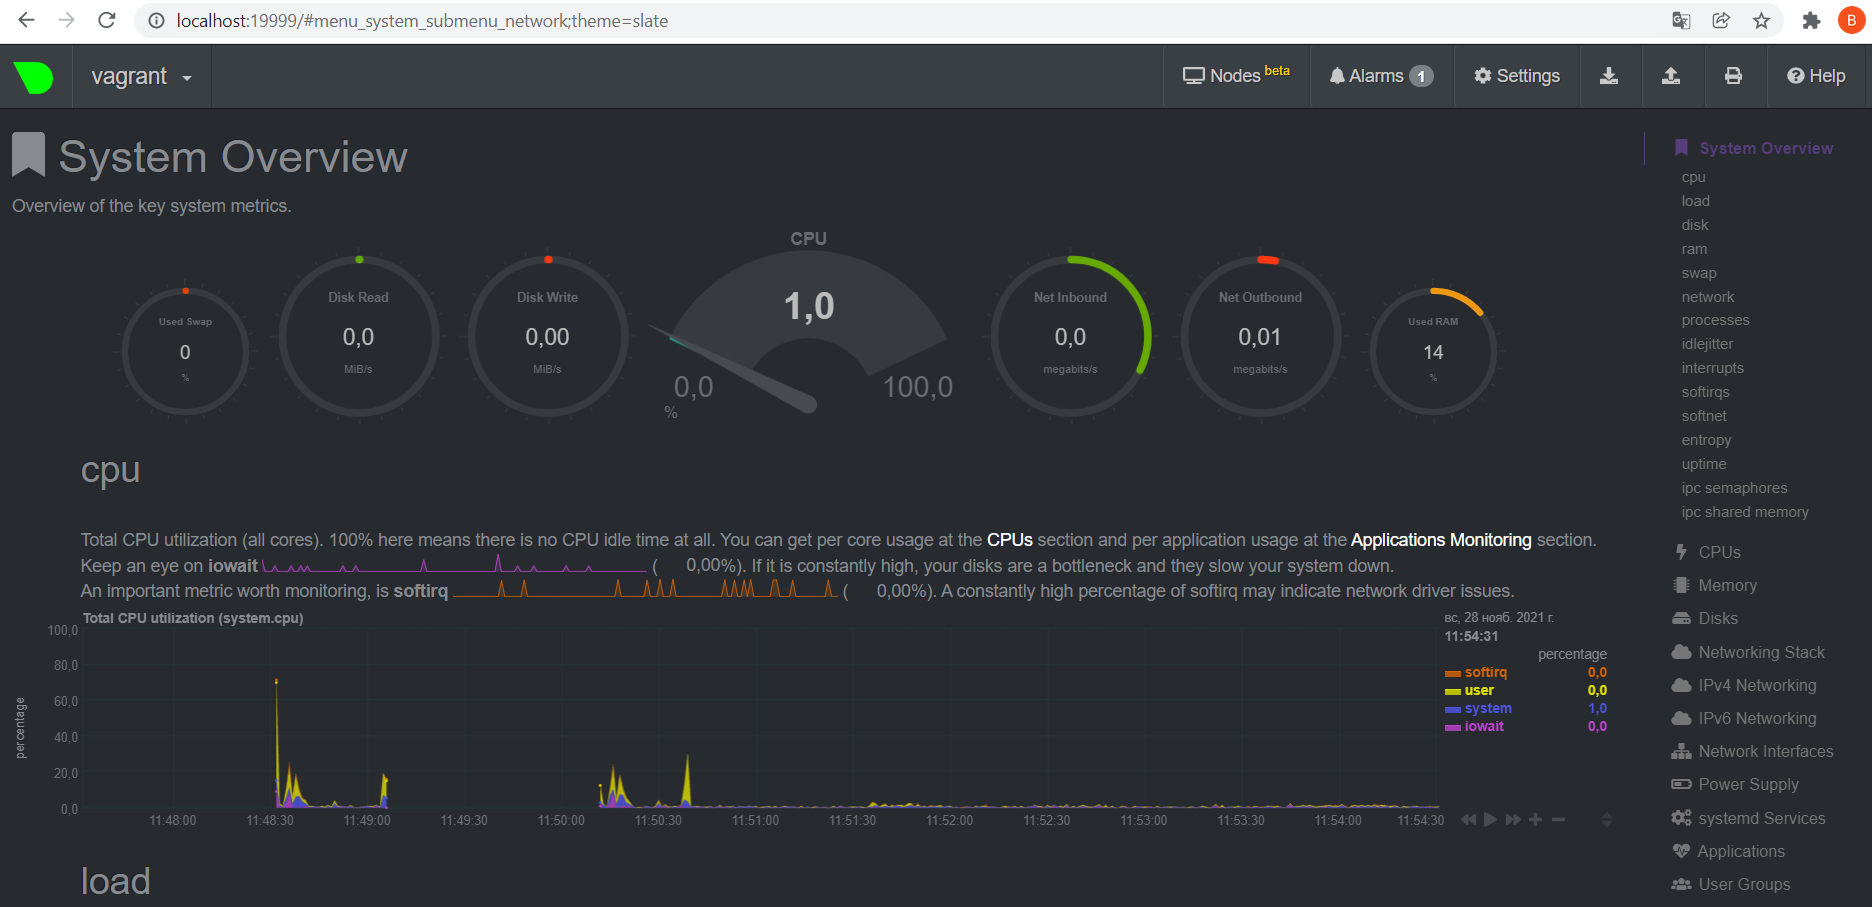 localhost:19999/#menu_system_submenu_network;theme=slate
B
vagrant
Nodes beta
Alarms 1
Settings
Help
System Overview
Overview of the key system metrics.
Used Swap
0
%
Disk Read
0,0
MiB/s
Disk Write
0,00
MiB/s
CPU
1,0
0,0
100,0
%
Net Inbound
0,0
megabits/s
Net Outbound
0,01
megabits/s
Used RAM
14
%
cpu
Total CPU utilization (all cores). 100% here means there is no CPU idle time at all. You can get per core usage at the CPUs section and per application usage at the Applications Monitoring section.
Keep an eye on iowait ( 0,00%). If it is constantly high, your disks are a bottleneck and they slow your system down.
An important metric worth monitoring, is softirq ( 0,00%). A constantly high percentage of softirq may indicate network driver issues.
Total CPU utilization (system.cpu)
percentage
100,0
80,0
60,0
40,0
20,0
0,0
11:48:00 11:48:30 11:49:00 11:49:30 11:50:00 11:50:30 11:51:00 11:51:30 11:52:00 11:52:30 11:53:00 11:53:30 11:54:00 11:54:30
вс, 28 нояб. 2021 г.
11:54:31
percentage
softirq 0,0
user 0,0
system 1,0
iowait 0,0
load
System Overview
cpu
load
disk
ram
swap
network
processes
idlejitter
interrupts
softirqs
softnet
entropy
uptime
ipc semaphores
ipc shared memory
CPUs
Memory
Disks
Networking Stack
IPv4 Networking
IPv6 Networking
Network Interfaces
Power Supply
systemd Services
Applications
User Groups